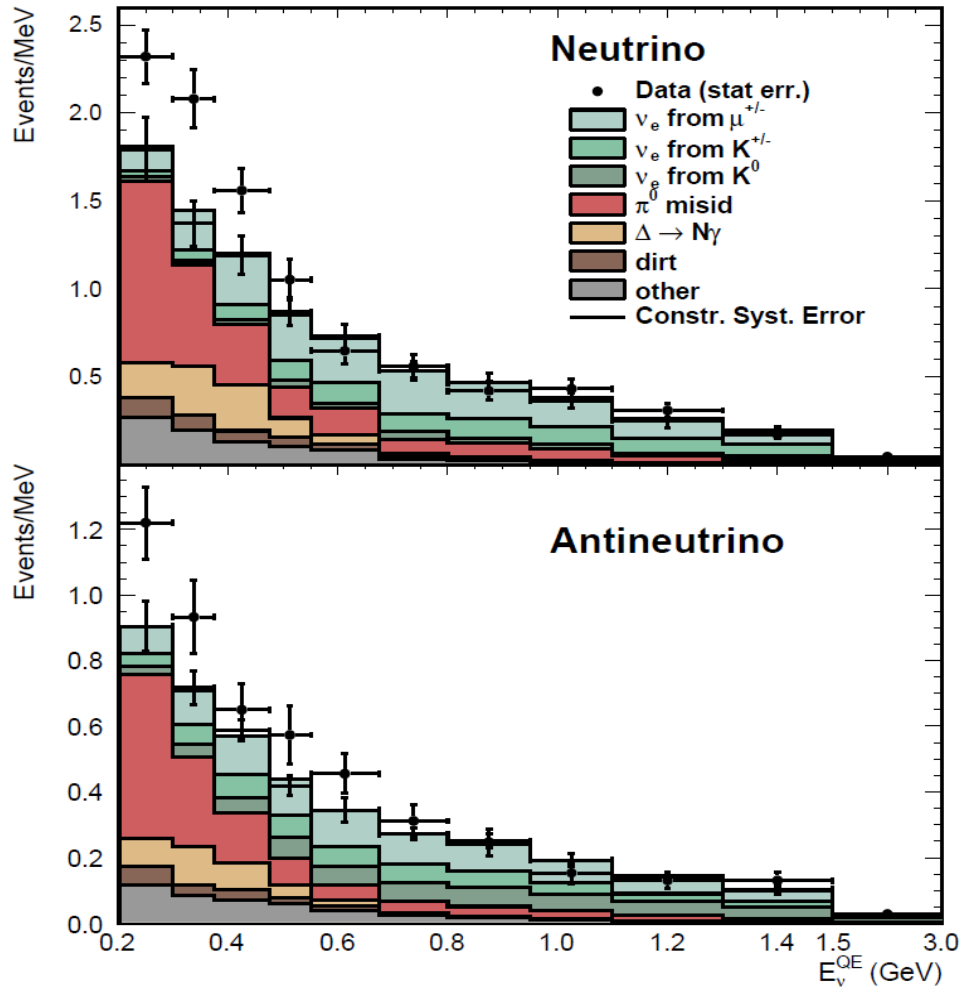 Events/MeV
2.5
2.0
1.5
1.0
0.5
Neutrino
Data (stat err.)
νe from μ+/-
νe from K+/-
νe from K0
π0 misid
Δ → Nγ
dirt
other
Constr. Syst. Error
Events/MeV
1.2
1.0
0.8
0.6
0.4
0.2
0.0
Antineutrino
0.2 0.4 0.6 0.8 1.0 1.2 1.4 1.5 3.0
EνQE (GeV)